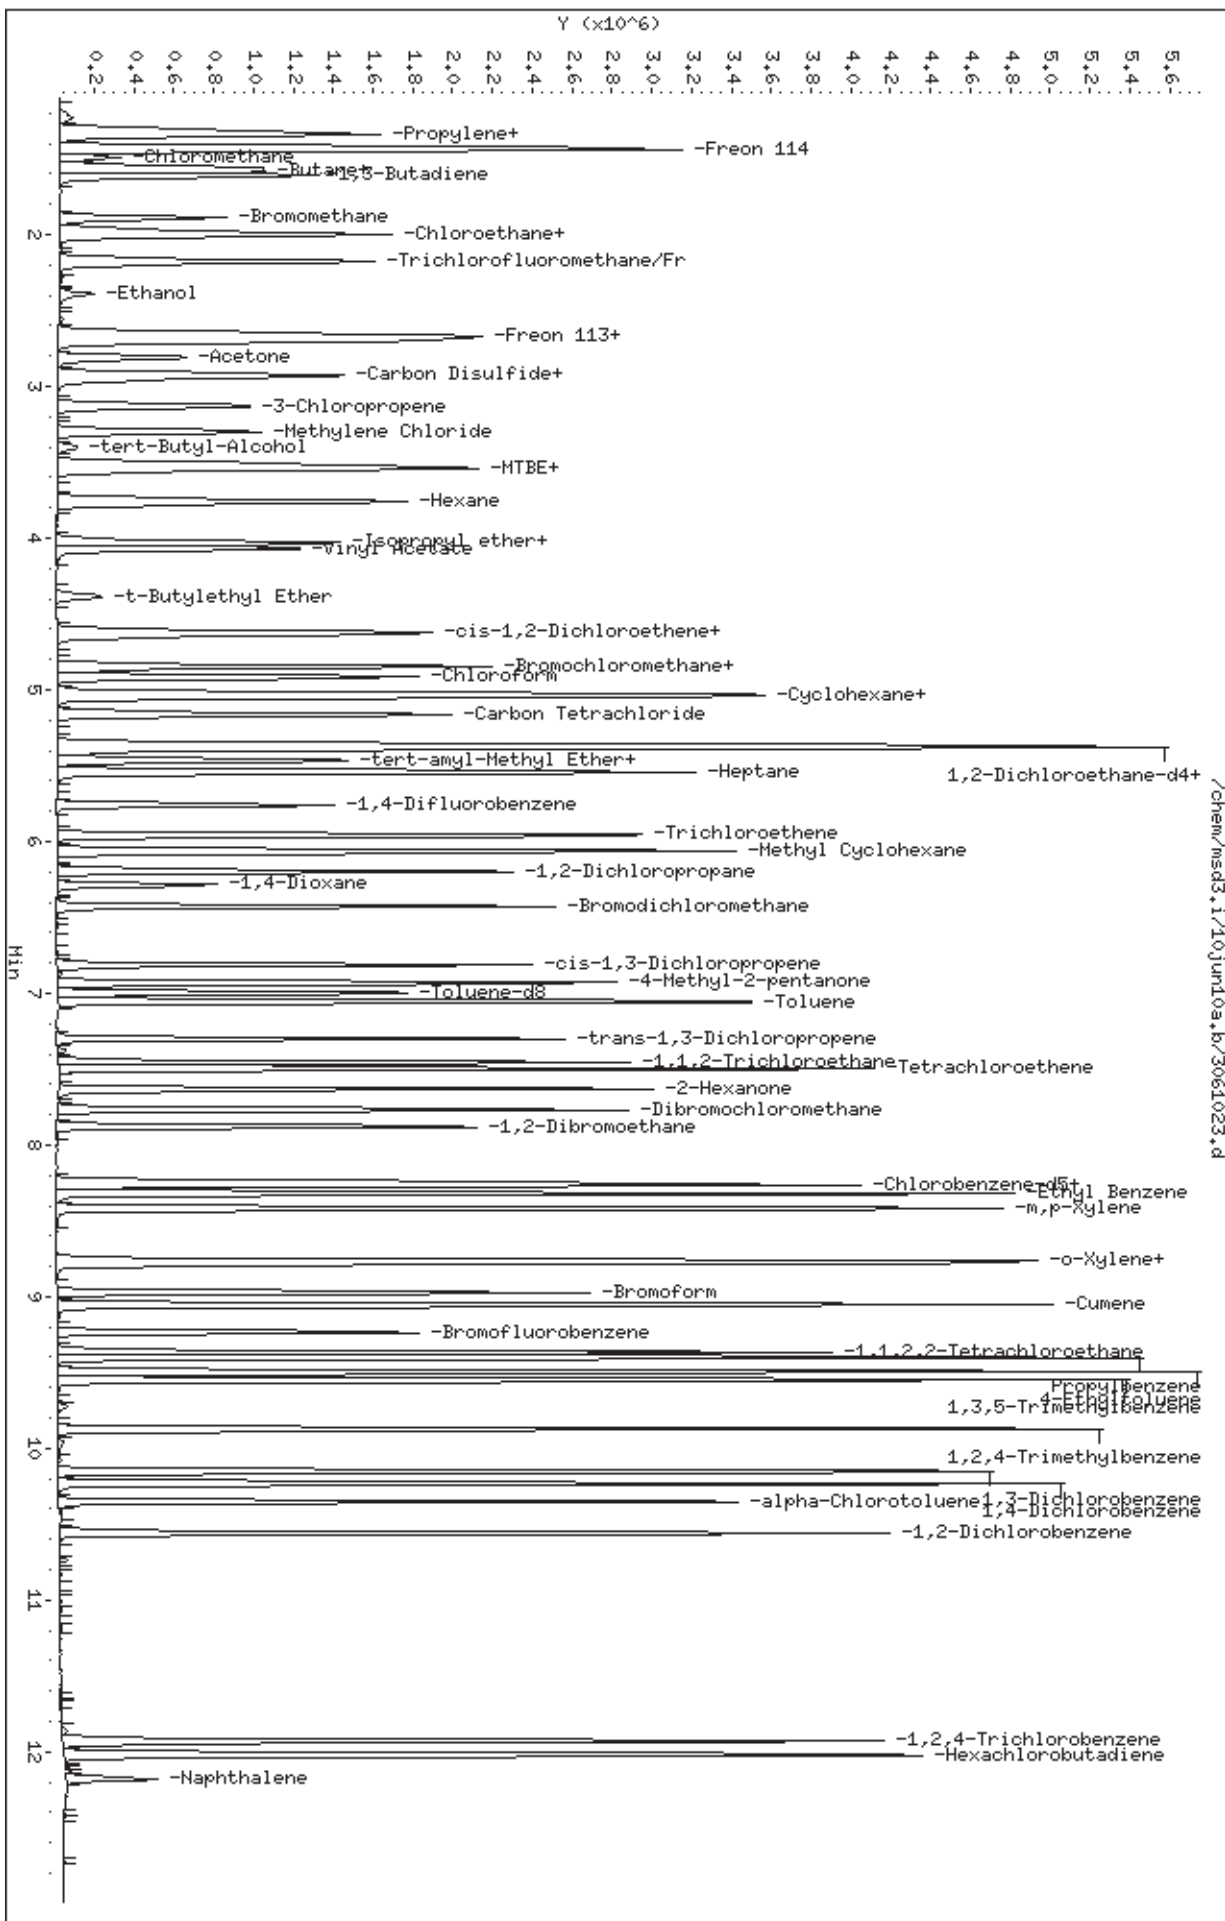 Y (x10^6)
0.2
0.4
0.6
0.8
1.0
1.2
1.4
1.6
1.8
2.0
2.2
2.4
2.6
2.8
3.0
3.2
3.4
3.6
3.8
4.0
4.2
4.4
4.6
4.8
5.0
5.2
5.4
5.6
/chem/msd3.i/10jun10a.b/3061023.d
-Propylene+
-Freon 114
-Chloromethane
-Butane+
-1,3-Butadiene
-Bromomethane
2
-Chloroethane+
-Trichlorofluoromethane/Fr
-Ethanol
-Freon 113+
-Acetone
-Carbon Disulfide+
3
-3-Chloropropene
-Methylene Chloride
-tert-Butyl-Alcohol
-MTBE+
-Hexane
4
-Isopropyl ether+
-Vinyl Acetate
-t-Butylethyl Ether
-cis-1,2-Dichloroethene+
-Bromochloromethane+
-Chloroform
5
-Cyclohexane+
-Carbon Tetrachloride
1,2-Dichloroethane-d4+
-tert-amyl-Methyl Ether+
-Heptane
-1,4-Difluorobenzene
-Trichloroethene
6
-Methyl Cyclohexane
-1,2-Dichloropropane
-1,4-Dioxane
-Bromodichloromethane
Min
-cis-1,3-Dichloropropene
-4-Methyl-2-pentanone
-Toluene-d8
7
-Toluene
-trans-1,3-Dichloropropene
-1,1,2-Trichloroethane
-Tetrachloroethene
-2-Hexanone
-Dibromochloromethane
-1,2-Dibromoethane
8
-Chlorobenzene-d5+
-Ethyl Benzene
-m,p-Xylene
-o-Xylene+
-Bromoform
9
-Cumene
-Bromofluorobenzene
-1,1,2,2-Tetrachloroethane
Propylbenzene
4-Ethyltoluene
1,3,5-Trimethylbenzene
10
1,2,4-Trimethylbenzene
1,3-Dichlorobenzene
1,4-Dichlorobenzene
-alpha-Chlorotoluene
-1,2-Dichlorobenzene
11
-1,2,4-Trichlorobenzene
12
-Hexachlorobutadiene
-Naphthalene